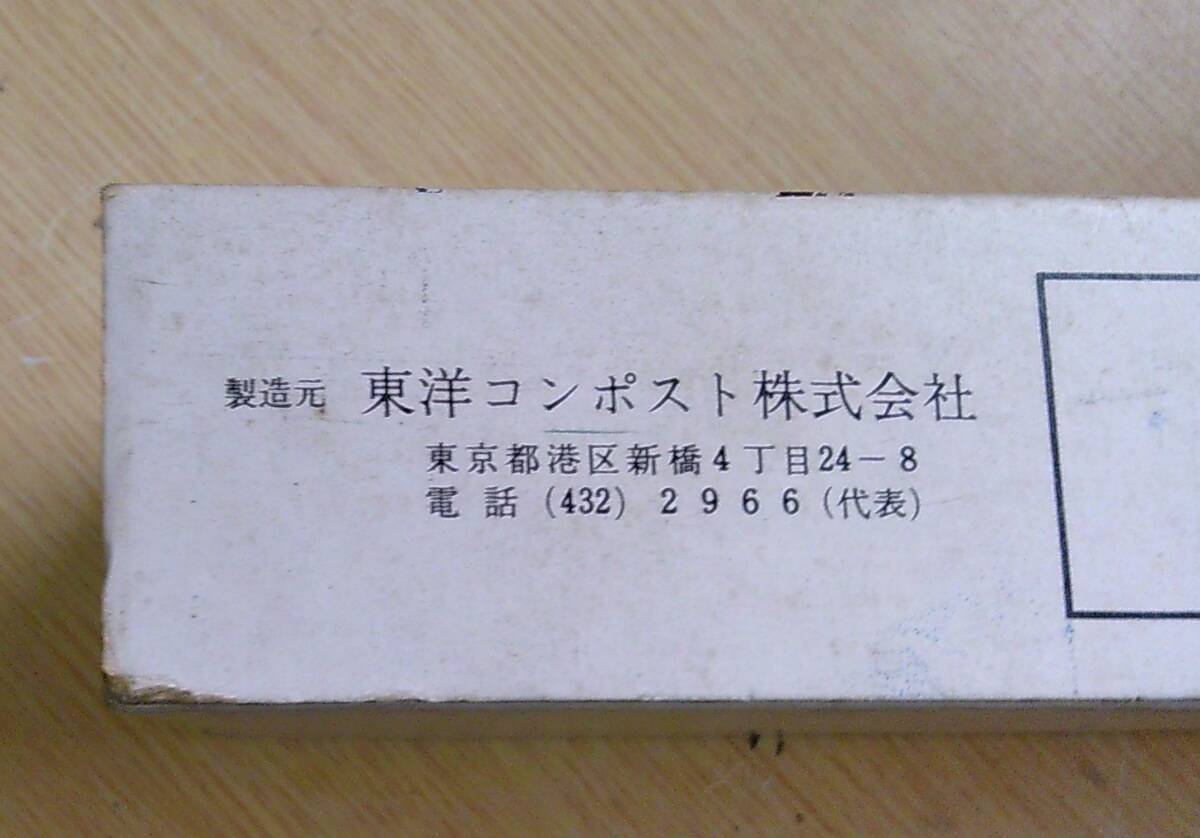 製造元 東洋コンポスト株式会社
東京都港区新橋4丁目24-8
電話 (432) 2966 (代表)